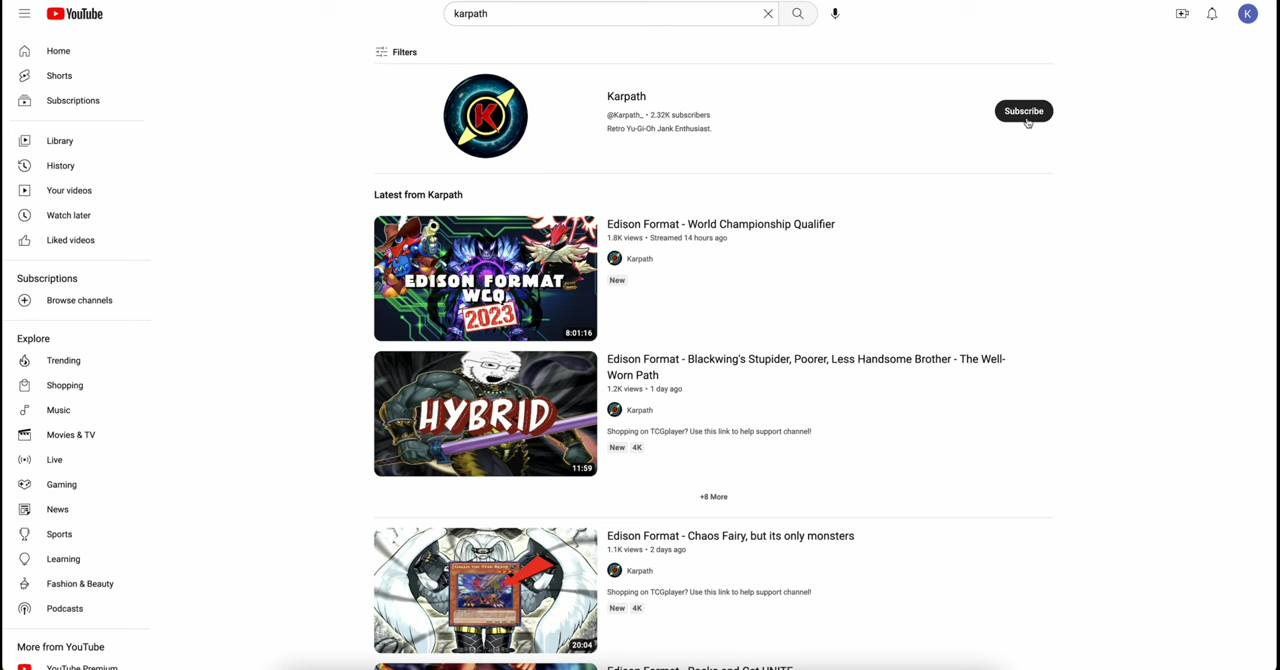 YouTube
karpath
K
Home
Shorts
Subscriptions
Library
History
Your videos
Watch later
Liked videos
Subscriptions
Browse channels
Explore
Trending
Shopping
Music
Movies & TV
Live
Gaming
News
Sports
Learning
Fashion & Beauty
Podcasts
More from YouTube
YouTube Premium
Filters
K
Karpath
@Karpath_ • 2.32K subscribers
Retro Yu-Gi-Oh Jank Enthusiast.
Subscribe
Latest from Karpath
EDISON FORMAT
WCQ
2023
8:01:16
Edison Format - World Championship Qualifier
1.8K views • Streamed 14 hours ago
Karpath
New
HYBRID
11:59
Edison Format - Blackwing's Stupider, Poorer, Less Handsome Brother - The Well-
Worn Path
1.2K views • 1 day ago
Karpath
Shopping on TCGplayer? Use this link to help support channel!
New 4K
+8 More
20:04
Edison Format - Chaos Fairy, but its only monsters
1.1K views • 2 days ago
Karpath
Shopping on TCGplayer? Use this link to help support channel!
New 4K